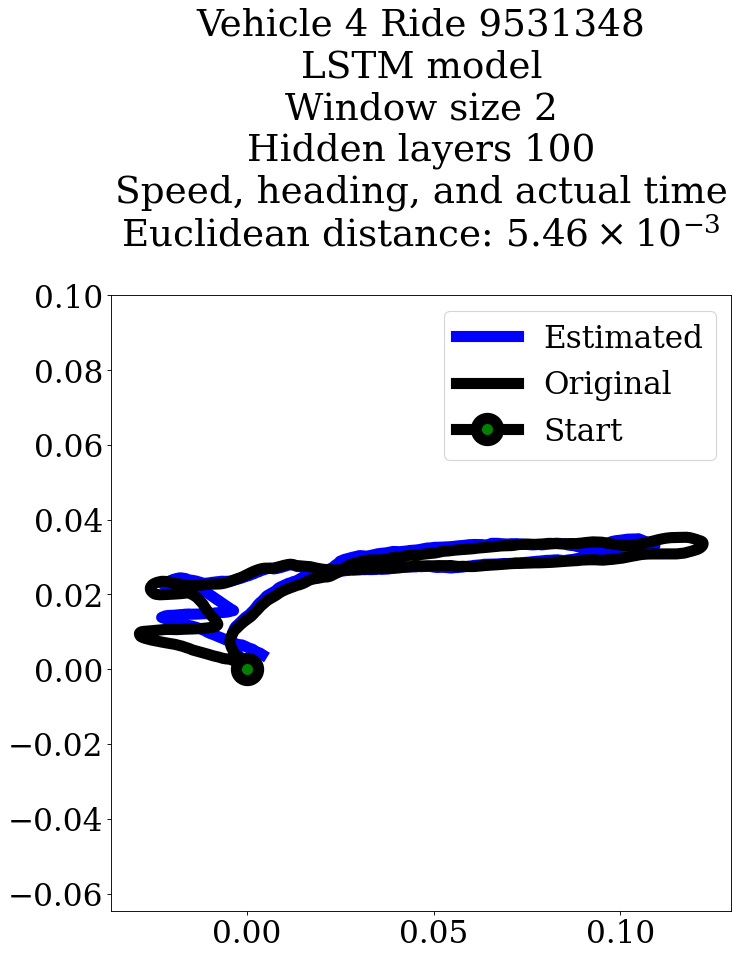 Vehicle 4 Ride 9531348
LSTM model
Window size 2
Hidden layers 100
Speed, heading, and actual time
Euclidean distance: 5.46 × 10⁻³
0.10
0.08
0.06
0.04
0.02
0.00
−0.02
−0.04
−0.06
Estimated
Original
Start
0.00 0.05 0.10